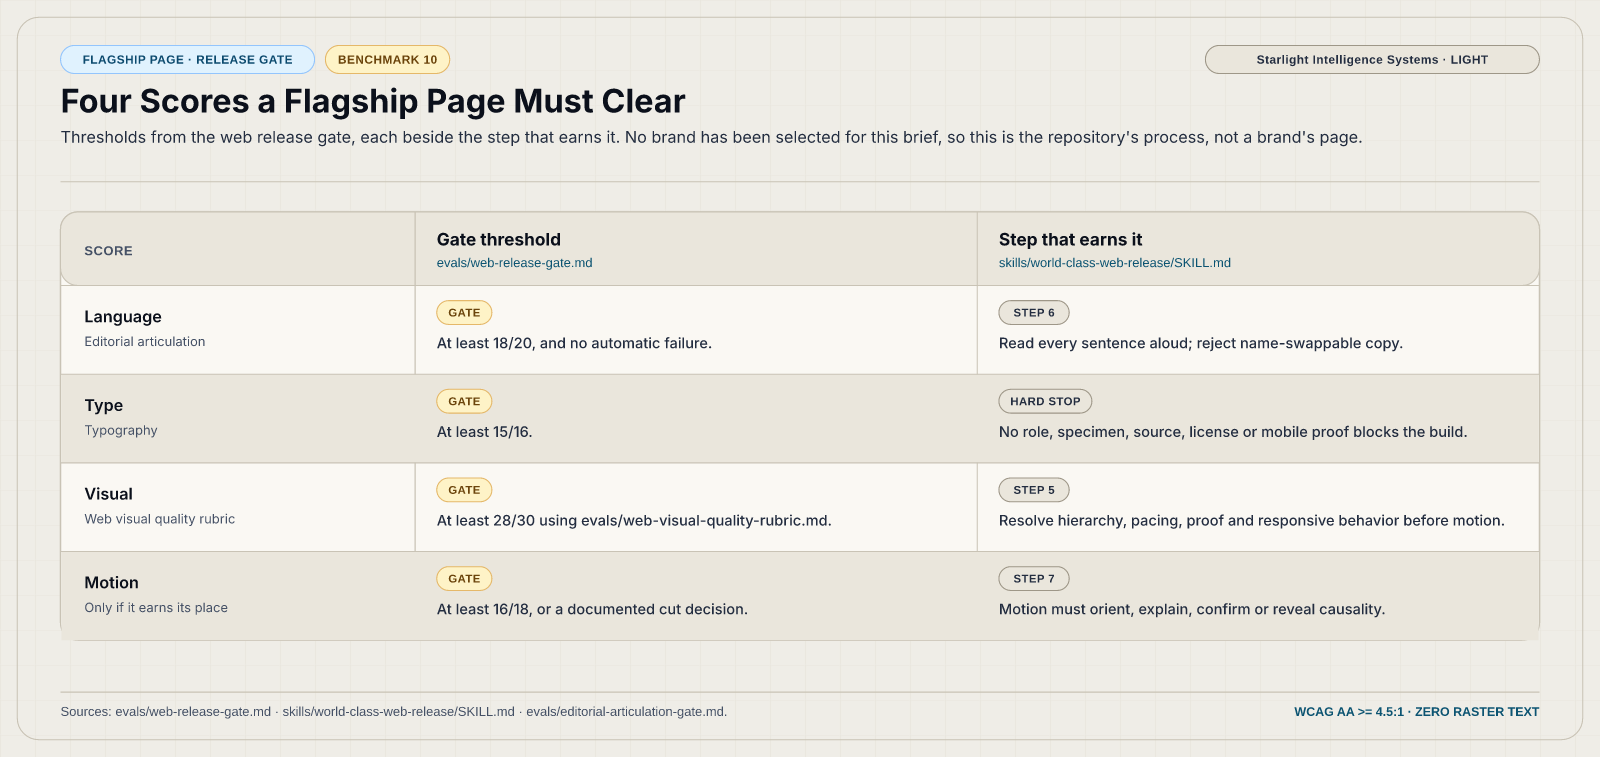 FLAGSHIP PAGE · RELEASE GATE
BENCHMARK 10
Starlight Intelligence Systems · LIGHT
Four Scores a Flagship Page Must Clear
Thresholds from the web release gate, each beside the step that earns it. No brand has been selected for this brief, so this is the repository's process, not a brand's page.
SCORE
Gate threshold
evals/web-release-gate.md
Step that earns it
skills/world-class-web-release/SKILL.md
Language
Editorial articulation
GATE
At least 18/20, and no automatic failure.
STEP 6
Read every sentence aloud; reject name-swappable copy.
Type
Typography
GATE
At least 15/16.
HARD STOP
No role, specimen, source, license or mobile proof blocks the build.
Visual
Web visual quality rubric
GATE
At least 28/30 using evals/web-visual-quality-rubric.md.
STEP 5
Resolve hierarchy, pacing, proof and responsive behavior before motion.
Motion
Only if it earns its place
GATE
At least 16/18, or a documented cut decision.
STEP 7
Motion must orient, explain, confirm or reveal causality.
Sources: evals/web-release-gate.md · skills/world-class-web-release/SKILL.md · evals/editorial-articulation-gate.md.
WCAG AA >= 4.5:1 · ZERO RASTER TEXT